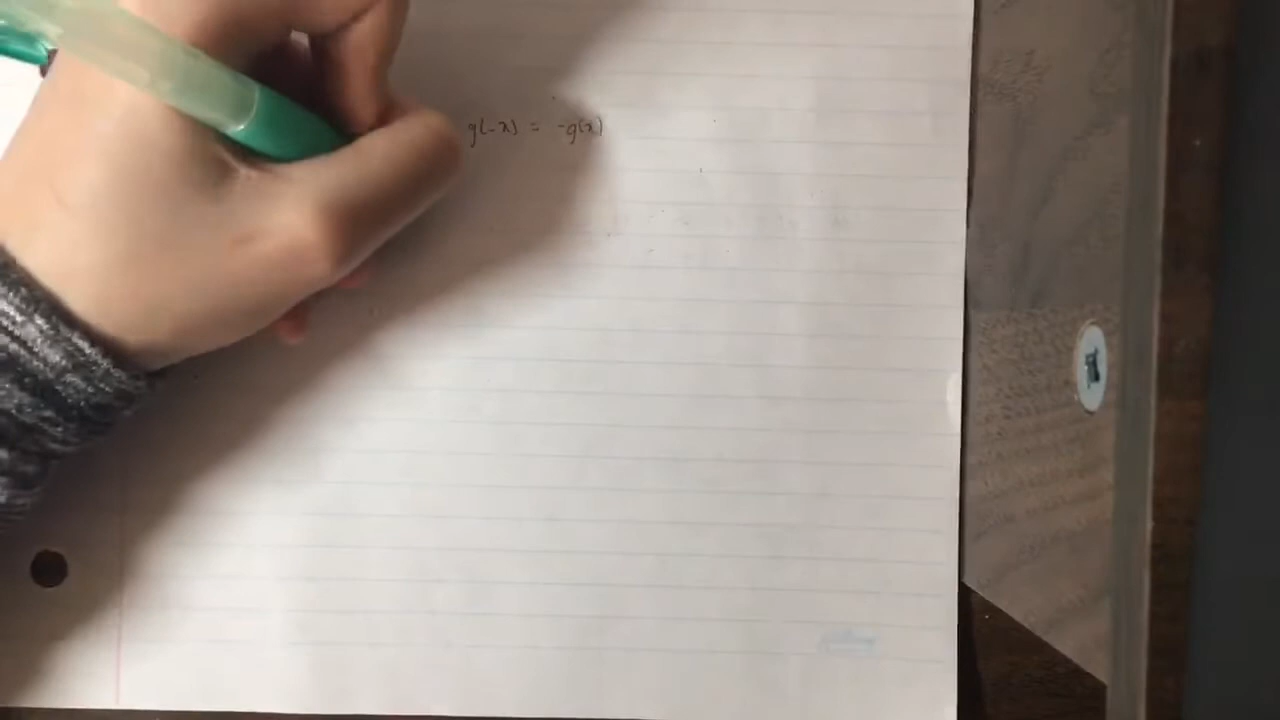 g(-x) = -g(x)